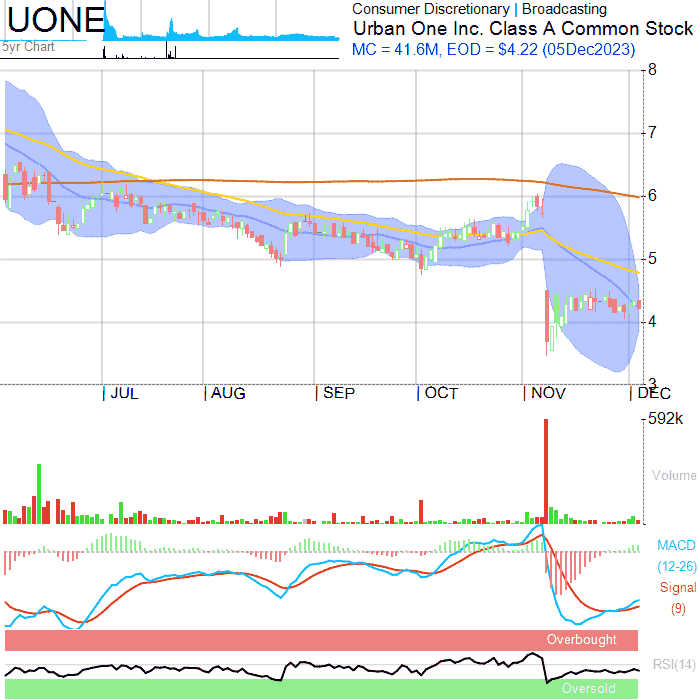 UONE
5yr Chart
Consumer Discretionary | Broadcasting
Urban One Inc. Class A Common Stock
MC = 41.6M, EOD = $4.22 (05Dec2023)
8
7
6
5
4
3
JUL AUG SEP OCT NOV DEC
592k
Volume
MACD
(12-26)
Signal
(9)
Overbought
RSI(14)
Oversold